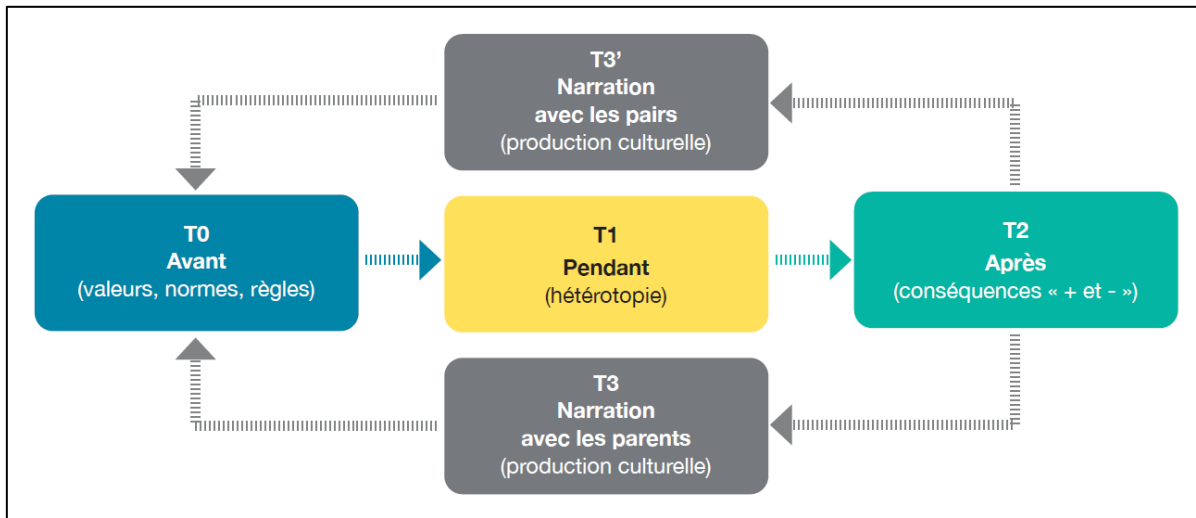 T3’
Narration
avec les pairs
(production culturelle)
T0
Avant
(valeurs, normes, règles)
T1
Pendant
(hétérotopie)
T2
Après
(conséquences « + et - »)
T3
Narration
avec les parents
(production culturelle)